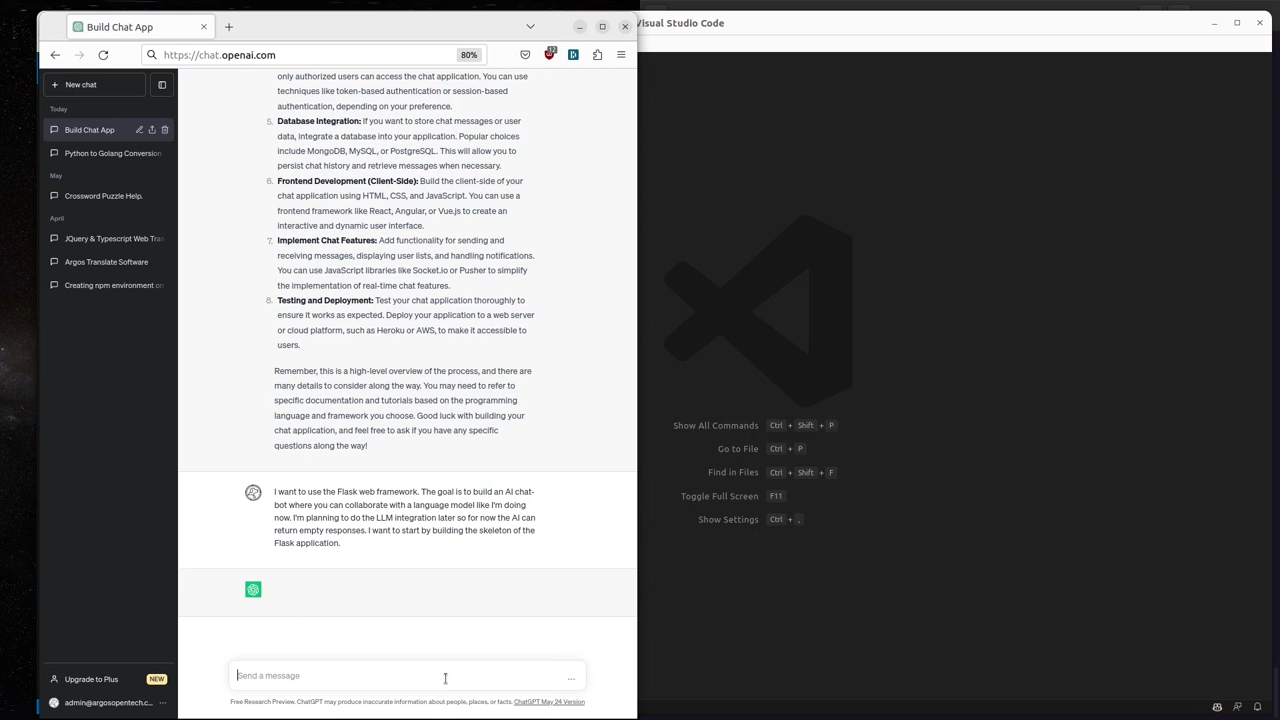 Build Chat App
Visual Studio Code
https://chat.openai.com
80%
12
New chat
Today
Build Chat App
Python to Golang Conversion
May
Crossword Puzzle Help.
April
JQuery & Typescript Web Tran
Argos Translate Software
Creating npm environment on
only authorized users can access the chat application. You can use
techniques like token-based authentication or session-based
authentication, depending on your preference.
5. Database Integration: If you want to store chat messages or user
data, integrate a database into your application. Popular choices
include MongoDB, MySQL, or PostgreSQL. This will allow you to
persist chat history and retrieve messages when necessary.
6. Frontend Development (Client-Side): Build the client-side of your
chat application using HTML, CSS, and JavaScript. You can use a
frontend framework like React, Angular, or Vue.js to create an
interactive and dynamic user interface.
7. Implement Chat Features: Add functionality for sending and
receiving messages, displaying user lists, and handling notifications.
You can use JavaScript libraries like Socket.io or Pusher to simplify
the implementation of real-time chat features.
8. Testing and Deployment: Test your chat application thoroughly to
ensure it works as expected. Deploy your application to a web server
or cloud platform, such as Heroku or AWS, to make it accessible to
users.
Remember, this is a high-level overview of the process, and there are
many details to consider along the way. You may need to refer to
specific documentation and tutorials based on the programming
language and framework you choose. Good luck with building your
chat application, and feel free to ask if you have any specific
questions along the way!
I want to use the Flask web framework. The goal is to build an AI chat-
bot where you can collaborate with a language model like I'm doing
now. I'm planning to do the LLM integration later so for now the AI can
return empty responses. I want to start by building the skeleton of the
Flask application.
Send a message
...
Free Research Preview. ChatGPT may produce inaccurate information about people, places, or facts. ChatGPT May 24 Version
Upgrade to Plus NEW
admin@argosopentech.c... ...
Show All Commands Ctrl + Shift + P
Go to File Ctrl + P
Find in Files Ctrl + Shift + F
Toggle Full Screen F11
Show Settings Ctrl + ,